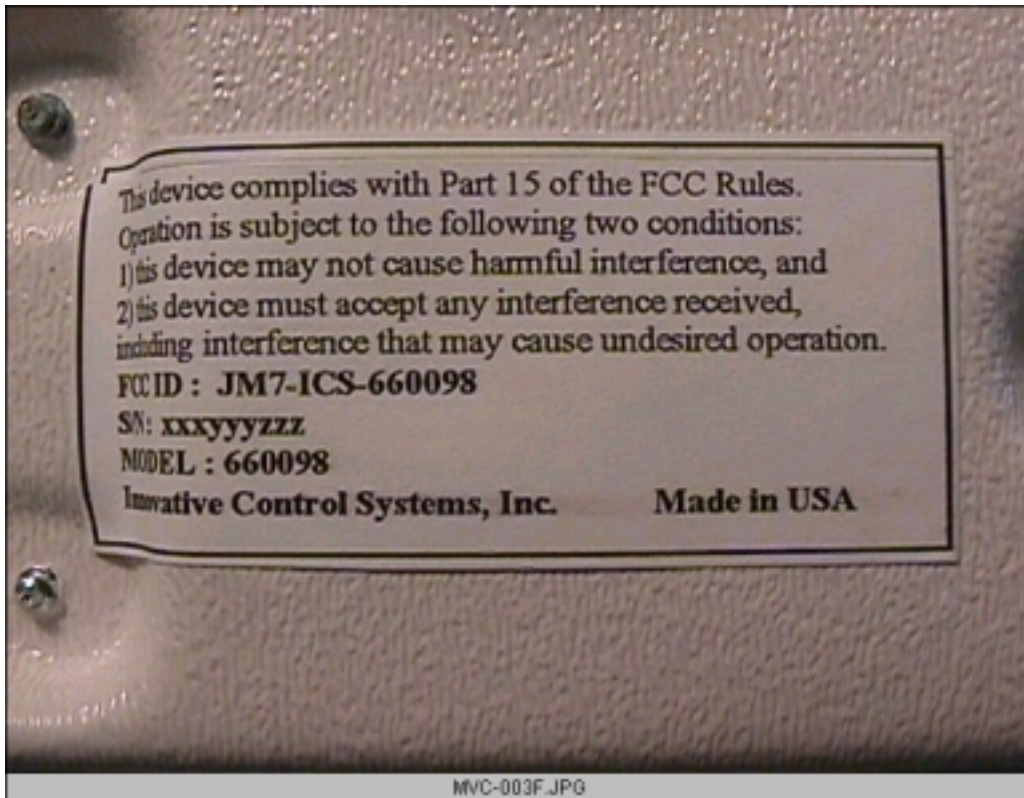 This device complies with Part 15 of the FCC Rules.
Operation is subject to the following two conditions:
1) this device may not cause harmful interference, and
2) this device must accept any interference received,
including interference that may cause undesired operation.
FCC ID : JM7-ICS-660098
S/N: xxxyyyzzz
MODEL : 660098
Innovative Control Systems, Inc. Made in USA
MVC-003F.JPG